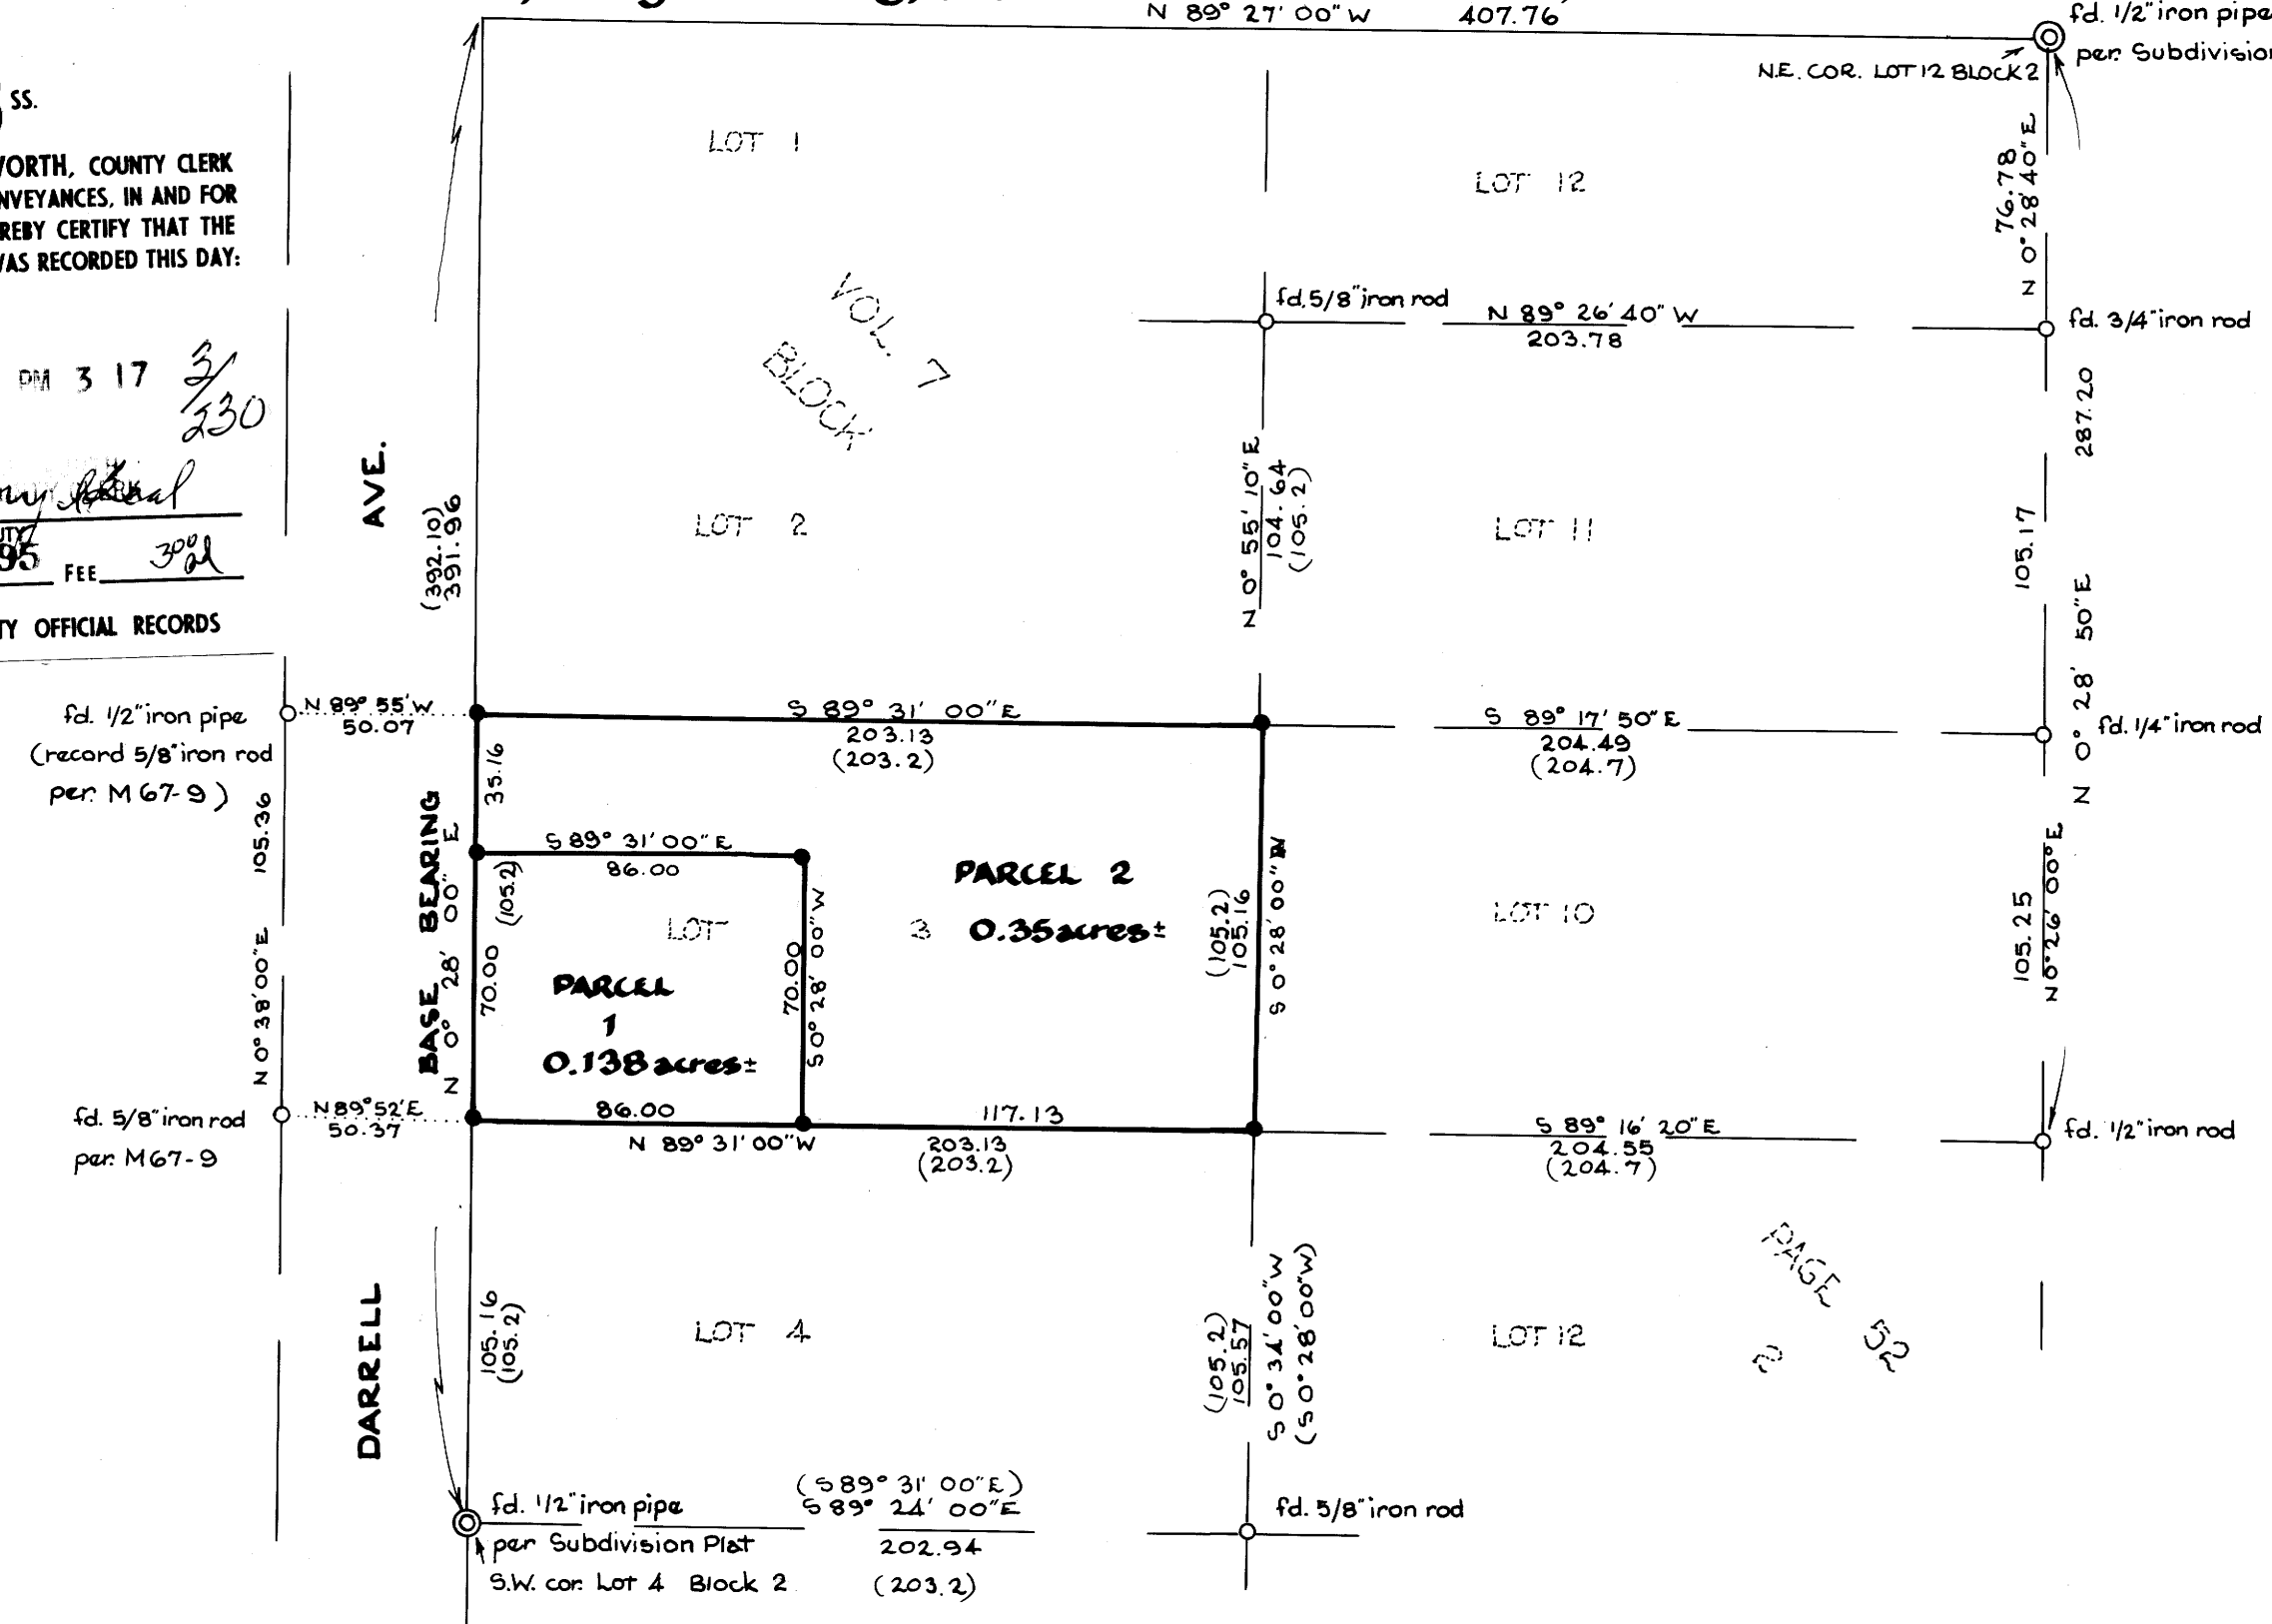 N 89° 27' 00" W 407.76
fd. 1/2" iron pipe
per. Subdivision
N.E. COR. LOT 12 BLOCK 2
SS.
WORTH, COUNTY CLERK
NVEYANCES, IN AND FOR
REBY CERTIFY THAT THE
WAS RECORDED THIS DAY:
PM 3 17
3/
230
95 FEE
TY OFFICIAL RECORDS
LOT 1
LOT 12
76.78
N 0° 28' 40" E
VOL. 7
BLOCK
fd. 5/8" iron rod
N 89° 26' 40" W
203.78
fd. 3/4" iron rod
AVE.
(392.10)
391.96
LOT 2
N 0° 55' 10" E
104.64
(105.2)
LOT 11
105.17
287.20
N 0° 28' 50" E
fd. 1/2" iron pipe
(record 5/8" iron rod
per. M 67-9)
N 89° 55' W
50.07
S 89° 31' 00" E
203.13
(203.2)
S 89° 17' 50" E
204.49
(204.7)
fd. 1/4" iron rod
35.16
105.36
N 0° 38' 00" E
BASE BEARING
N 0° 28' 00" E
(105.2)
70.00
S 89° 31' 00" E
86.00
LOT 3
PARCEL
1
0.138 acres±
70.00
S 0° 28' 00" W
PARCEL 2
0.35 acres±
(105.2)
105.16
S 0° 28' 00" W
LOT 10
105.25
N 0° 26' 00" E
fd. 5/8" iron rod
per. M67-9
N 89° 52' E
50.37
86.00
117.13
N 89° 31' 00" W
203.13
(203.2)
S 89° 16' 20" E
204.55
(204.7)
fd. 1/2" iron rod
DARRELL
105.16
(105.2)
LOT 4
(105.2)
105.57
S 0° 34' 00" W
(S 0° 28' 00" W)
LOT 12
PAGE 52
2
fd. 1/2" iron pipe
per Subdivision Plat
S.W. cor. Lot 4 Block 2
(S 89° 31' 00" E)
S 89° 24' 00" E
202.94
(203.2)
fd. 5/8" iron rod